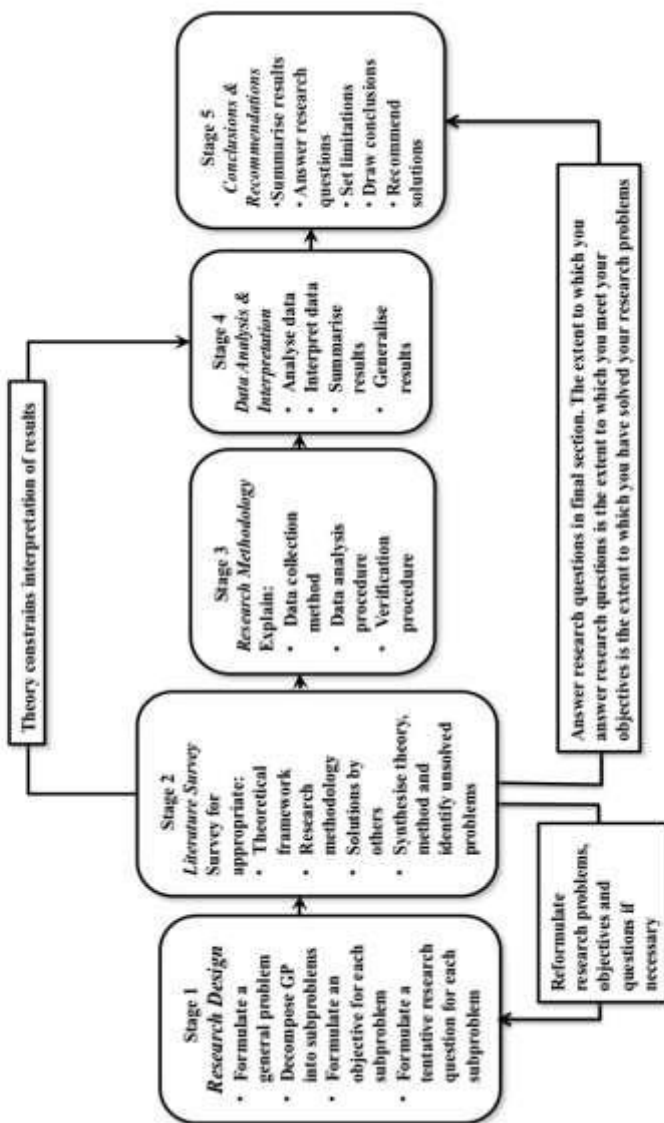 Theory constrains interpretation of results
Stage 1
Research Design
• Formulate a
general problem
• Decompose GP
into subproblems
• Formulate an
objective for each
subproblem
• Formulate a
tentative research
question for each
subproblem
Stage 2
Literature Survey
Survey for
appropriate:
• Theoretical
framework
• Research
methodology
• Solutions by
others
• Synthesise theory,
method and
identify unsolved
problems
Stage 3
Research Methodology
Explain:
• Data collection
method
• Data analysis
procedure
• Verification
procedure
Stage 4
Data Analysis &
Interpretation
• Analyse data
• Interpret data
• Summarise
results
• Generalise
results
Stage 5
Conclusions &
Recommendations
•Summarise results
• Answer research
questions
• Set limitations
• Draw conclusions
• Recommend
solutions
Reformulate
research problems,
objectives and
questions if
necessary
Answer research questions in final section. The extent to which you
answer research questions is the extent to which you meet your
objectives is the extent to which you have solved your research problems